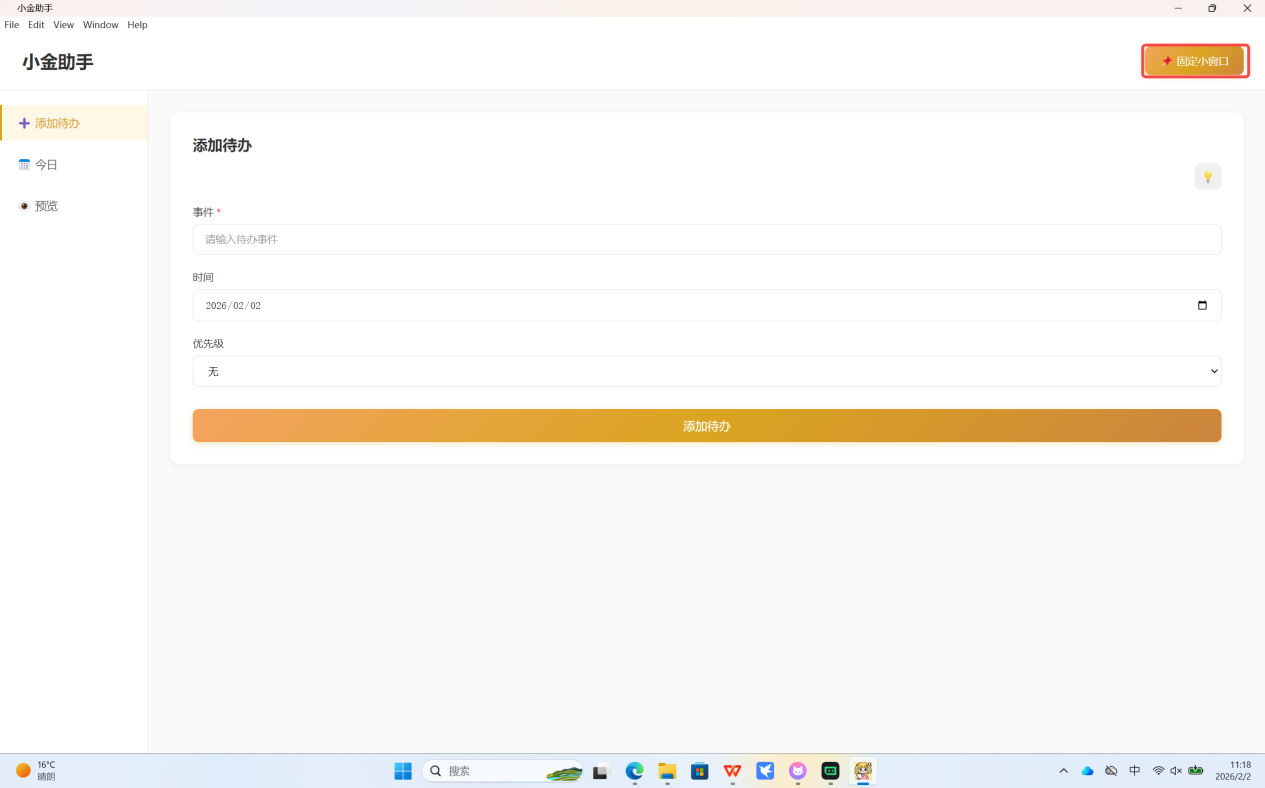 小金助手
File Edit View Window Help
小金助手
固定小窗口
添加待办
今日
预览
添加待办
事件 *
请输入待办事件
时间
2026/02/02
优先级
无
添加待办
16°C
晴朗
搜索
中
11:18
2026/2/2